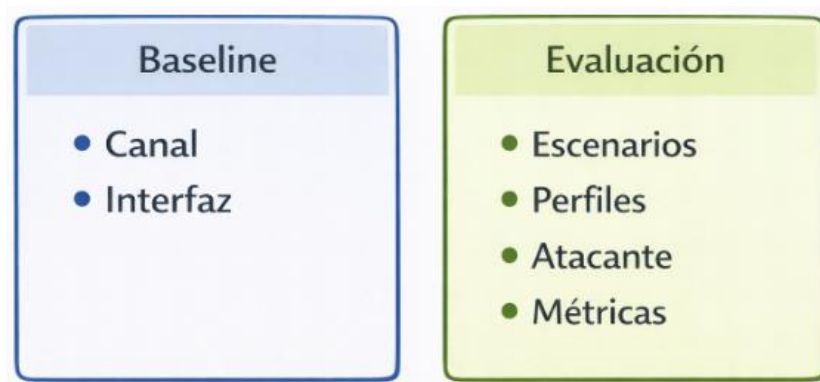 Baseline
• Canal
• Interfaz
Evaluación
• Escenarios
• Perfiles
• Atacante
• Métricas